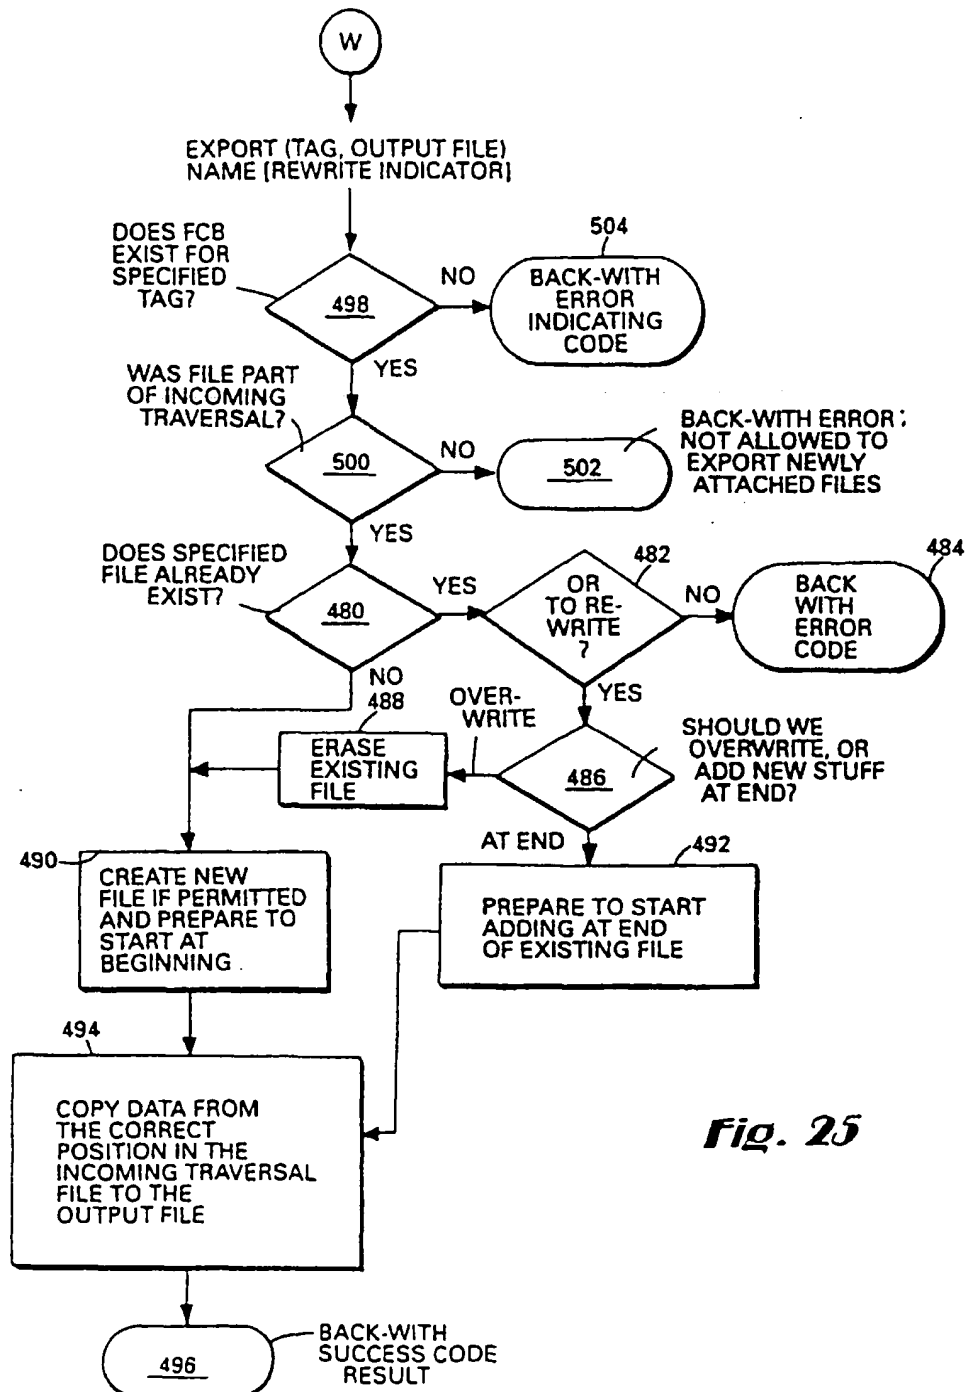 W
EXPORT (TAG, OUTPUT FILE)
NAME [REWRITE INDICATOR]
DOES FCB
EXIST FOR
SPECIFIED
TAG?
498
NO
504
BACK-WITH
ERROR
INDICATING
CODE
YES
WAS FILE PART
OF INCOMING
TRAVERSAL?
500
NO
502
BACK-WITH ERROR:
NOT ALLOWED TO
EXPORT NEWLY
ATTACHED FILES
YES
DOES SPECIFIED
FILE ALREADY
EXIST?
480
YES
482
OR
TO RE-
WRITE
?
NO
484
BACK
WITH
ERROR
CODE
NO
YES
488
ERASE
EXISTING
FILE
OVER-
WRITE
486
SHOULD WE
OVERWRITE, OR
ADD NEW STUFF
AT END?
AT END
490
CREATE NEW
FILE IF PERMITTED
AND PREPARE TO
START AT
BEGINNING.
492
PREPARE TO START
ADDING AT END
OF EXISTING FILE
494
COPY DATA FROM
THE CORRECT
POSITION IN THE
INCOMING TRAVERSAL
FILE TO THE
OUTPUT FILE
Fig. 25
496
BACK-WITH
SUCCESS CODE
RESULT